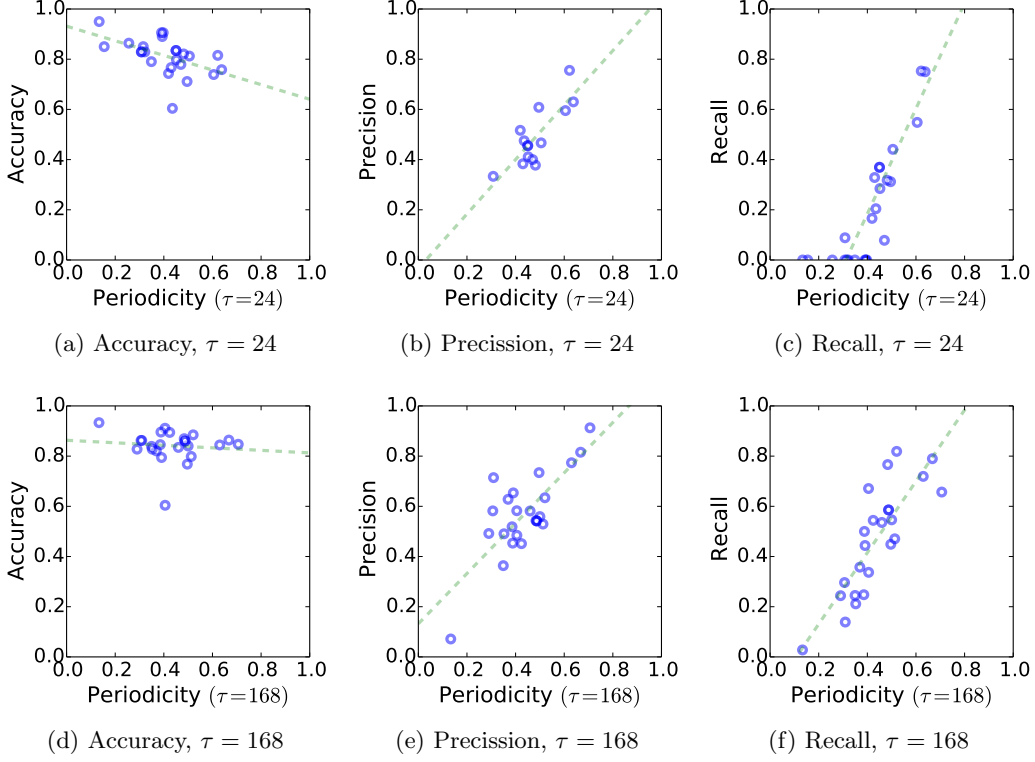 1.0 1.0 1.0
0.8 0.8 0.8
0.6 0.6 0.6
0.4 0.4 0.4
0.2 0.2 0.2
0.0 0.0 0.0
Accuracy
Precision
Recall
0.0 0.2 0.4 0.6 0.8 1.0 0.0 0.2 0.4 0.6 0.8 1.0 0.0 0.2 0.4 0.6 0.8 1.0
Periodicity (τ=24) Periodicity (τ=24) Periodicity (τ=24)
(a) Accuracy, τ = 24 (b) Precission, τ = 24 (c) Recall, τ = 24
1.0 1.0 1.0
0.8 0.8 0.8
0.6 0.6 0.6
0.4 0.4 0.4
0.2 0.2 0.2
0.0 0.0 0.0
Accuracy
Precision
Recall
0.0 0.2 0.4 0.6 0.8 1.0 0.0 0.2 0.4 0.6 0.8 1.0 0.0 0.2 0.4 0.6 0.8 1.0
Periodicity (τ=168) Periodicity (τ=168) Periodicity (τ=168)
(d) Accuracy, τ = 168 (e) Precission, τ = 168 (f) Recall, τ = 168